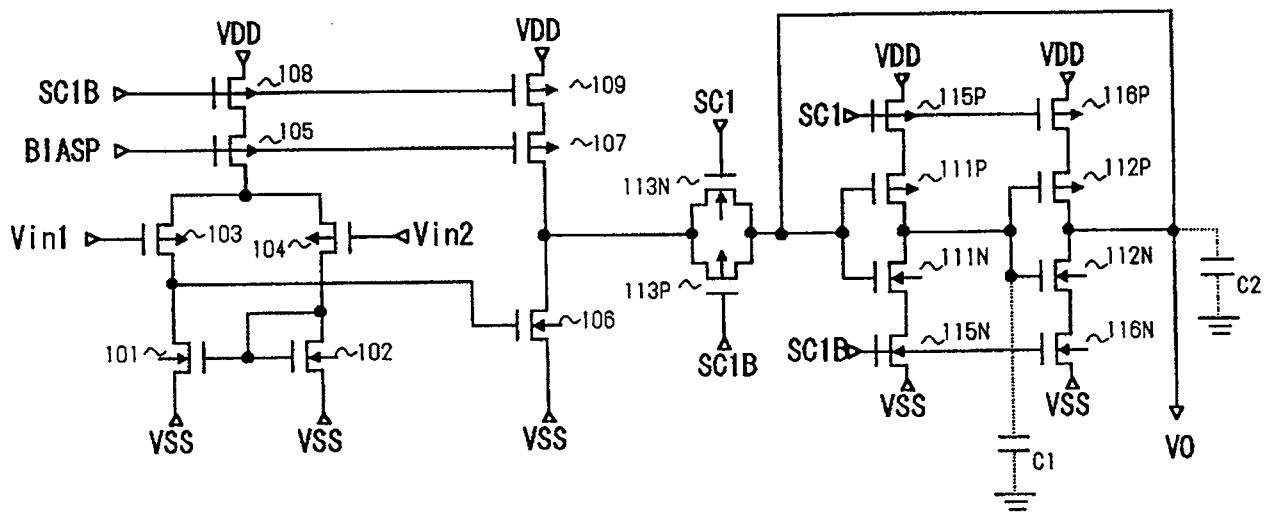 VDD
VDD
SC1B
108
109
BIASP
105
107
Vin1
103
104
Vin2
106
101
102
VSS
VSS
VSS
SC1
113N
113P
SC1B
VDD
VDD
SC1
115P
116P
111P
112P
111N
112N
C2
SC1B
115N
116N
VSS
VSS
C1
VO